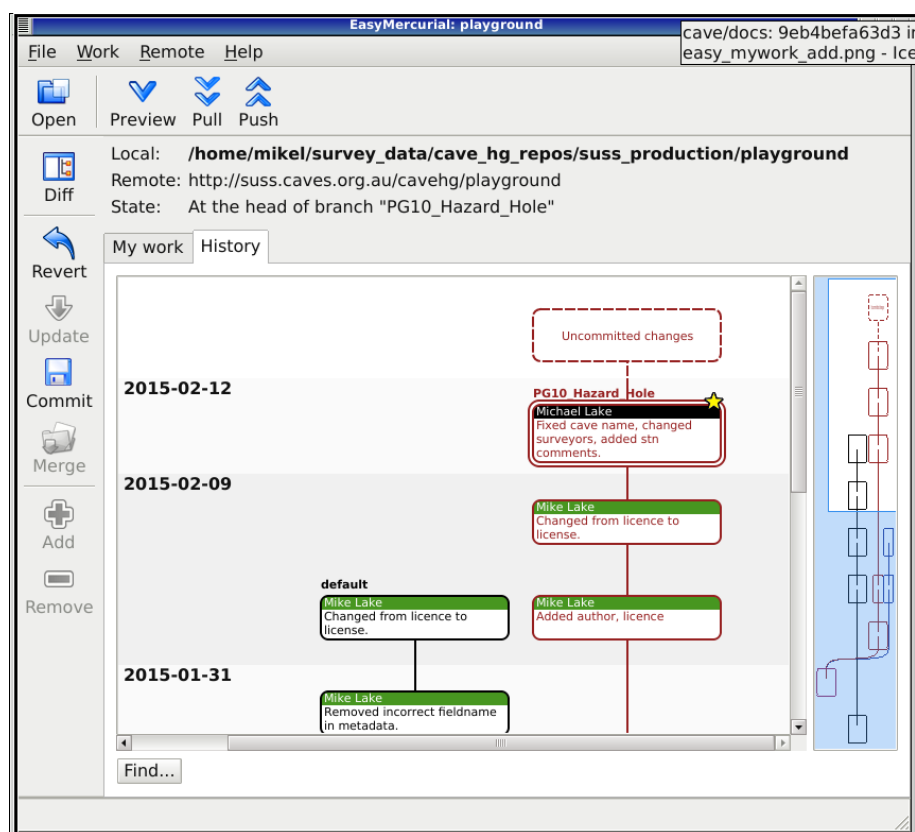 EasyMercurial: playground
cave/docs: 9eb4befa63d3 i
easy_mywork_add.png - Ice
File Work Remote Help
Open Preview Pull Push
Diff
Revert
Update
Commit
Merge
Add
Remove
Local: /home/mikel/survey_data/cave_hg_repos/suss_production/playground
Remote: http://suss.caves.org.au/cavehg/playground
State: At the head of branch "PG10_Hazard_Hole"
My work History
Uncommitted changes
2015-02-12
PG10_Hazard_Hole
Michael Lake
Fixed cave name, changed
surveyors, added stn
comments.
2015-02-09
Mike Lake
Changed from licence to
license.
default
Mike Lake
Changed from licence to
license.
Mike Lake
Added author, licence
2015-01-31
Mike Lake
Removed incorrect fieldname
in metadata.
Find...